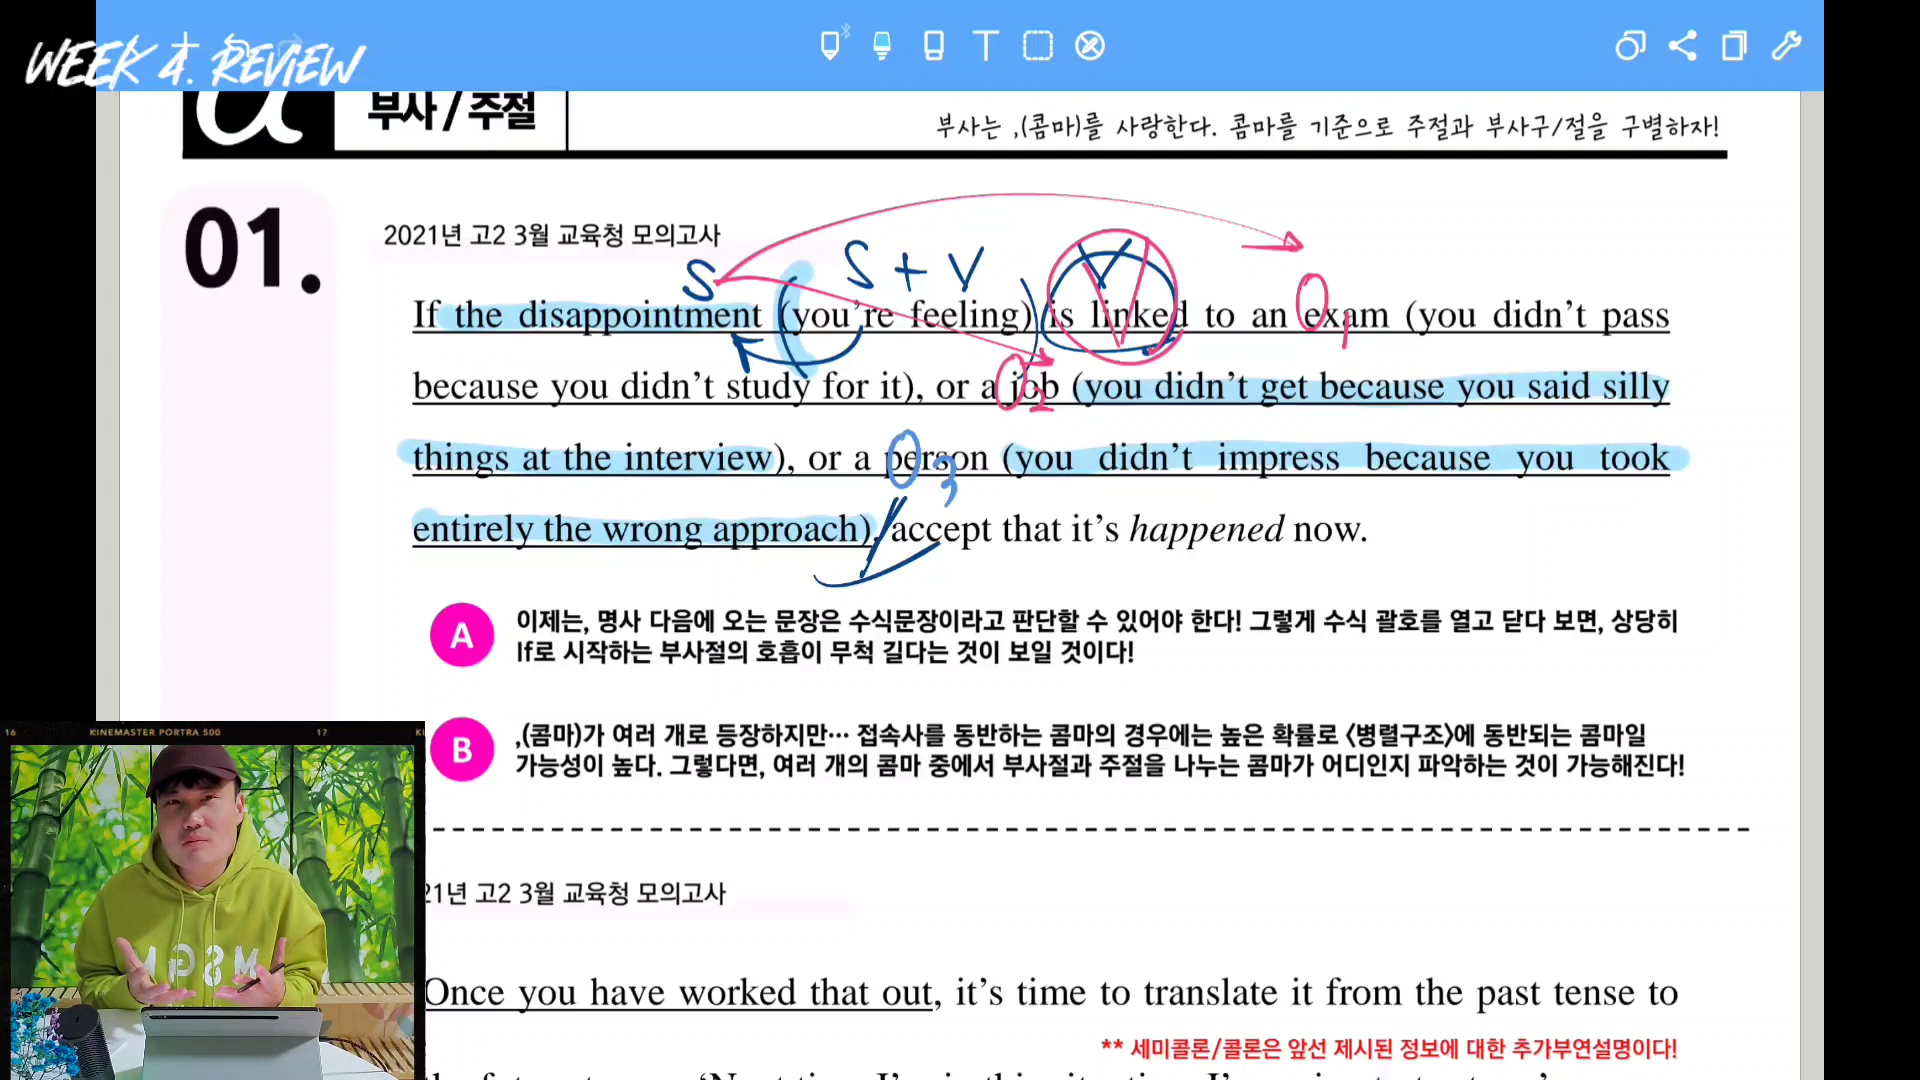 WEEK 4. REVIEW
T
α
부사/주절
부사는 ,(콤마)를 사랑한다. 콤마를 기준으로 주절과 부사구/절을 구별하자!
01.
2021년 고2 3월 교육청 모의고사
S
S + V
V
V
O1
If the disappointment (you're feeling) is linked to an exam (you didn't pass
O2
because you didn't study for it), or a job (you didn't get because you said silly
O3
things at the interview), or a person (you didn't impress because you took
entirely the wrong approach), accept that it's happened now.
A 이제는, 명사 다음에 오는 문장은 수식문장이라고 판단할 수 있어야 한다! 그렇게 수식 괄호를 열고 닫다 보면, 상당히
If로 시작하는 부사절의 호흡이 무척 길다는 것이 보일 것이다!
B ,(콤마)가 여러 개로 등장하지만… 접속사를 동반하는 콤마의 경우에는 높은 확률로 〈병렬구조〉에 동반되는 콤마일
가능성이 높다. 그렇다면, 여러 개의 콤마 중에서 부사절과 주절을 나누는 콤마가 어디인지 파악하는 것이 가능해진다!
16 KINEMASTER PORTRA 500 17 KI
21년 고2 3월 교육청 모의고사
Once you have worked that out, it's time to translate it from the past tense to
** 세미콜론/콜론은 앞선 제시된 정보에 대한 추가부연설명이다!